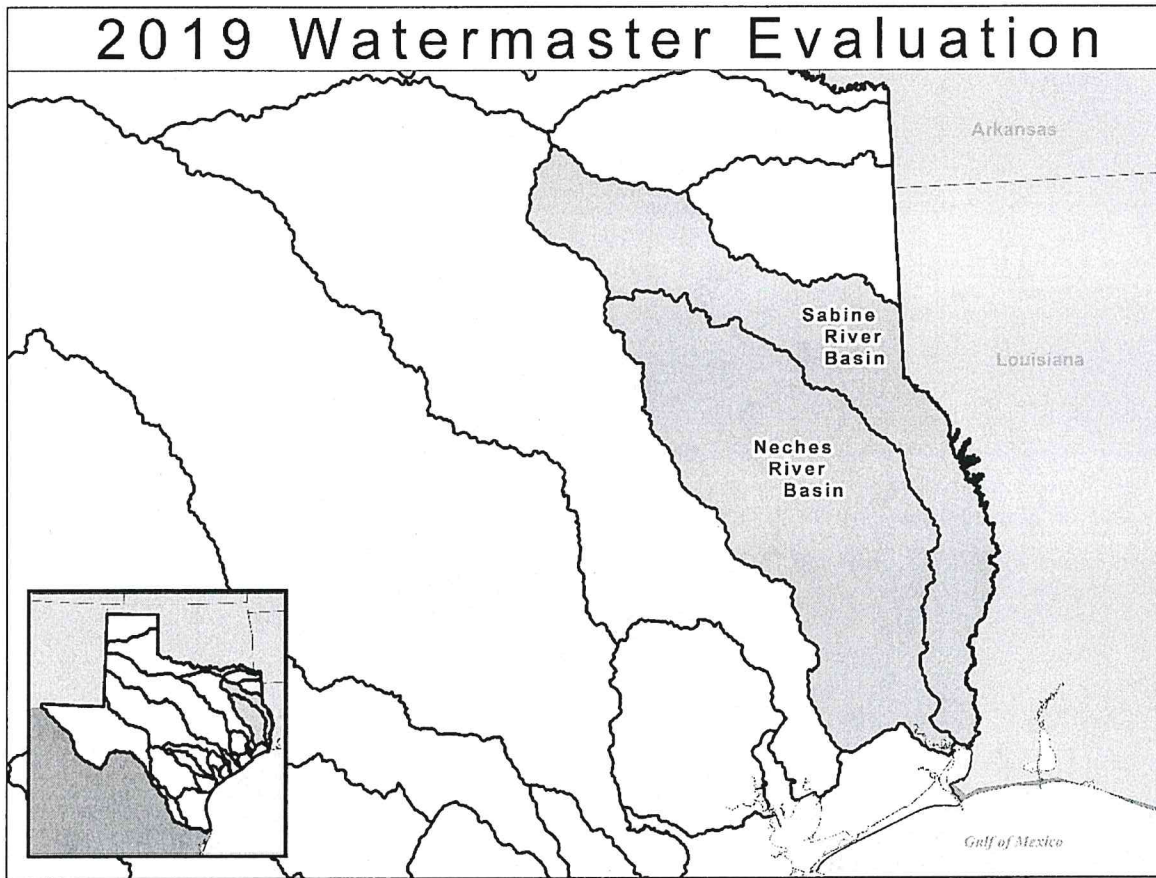 2019 Watermaster Evaluation
Arkansas
Sabine
River
Basin
Louisiana
Neches
River
Basin
Gulf of Mexico